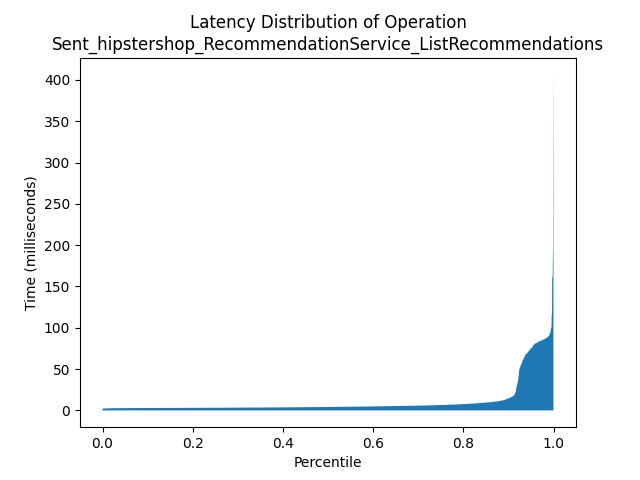 Latency Distribution of Operation
Sent_hipstershop_RecommendationService_ListRecommendations
400
350
300
250
200
150
100
50
0
Time (milliseconds)
0.0 0.2 0.4 0.6 0.8 1.0
Percentile